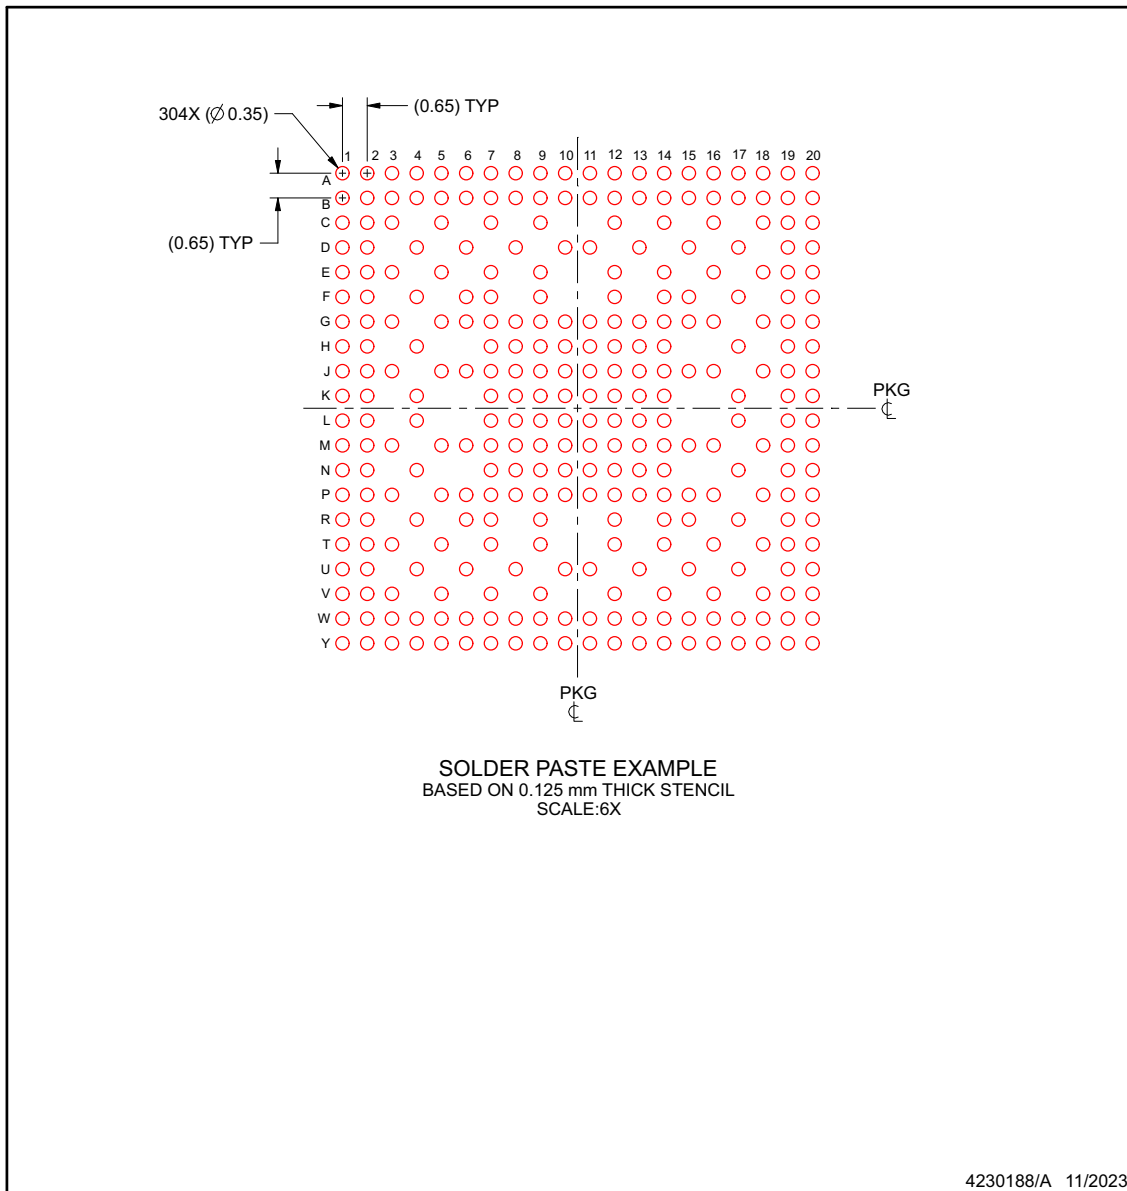 304X (∅ 0.35)
(0.65) TYP
1 2 3 4 5 6 7 8 9 10 11 12 13 14 15 16 17 18 19 20
A
B
(0.65) TYP
C
D
E
F
G
H
J
K
PKG
℄
L
M
N
P
R
T
U
V
W
Y
PKG
℄
SOLDER PASTE EXAMPLE
BASED ON 0.125 mm THICK STENCIL
SCALE:6X
4230188/A 11/2023